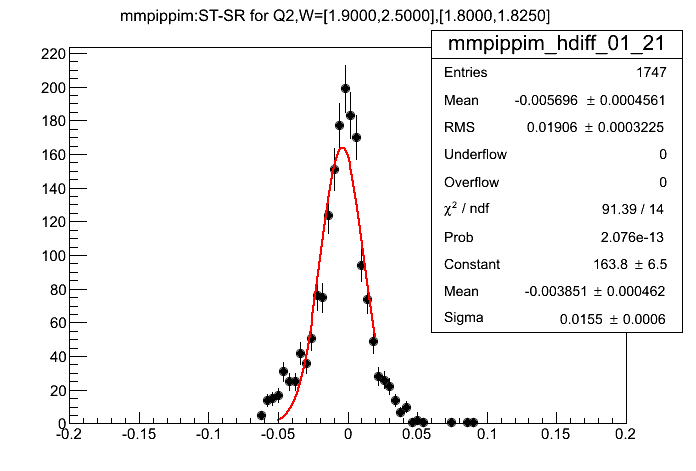 mmpippim:ST-SR for Q2,W=[1.9000,2.5000],[1.8000,1.8250]
mmpippim_hdiff_01_21
Entries 1747
Mean -0.005696 ± 0.0004561
RMS 0.01906 ± 0.0003225
Underflow 0
Overflow 0
χ² / ndf 91.39 / 14
Prob 2.076e-13
Constant 163.8 ± 6.5
Mean -0.003851 ± 0.000462
Sigma 0.0155 ± 0.0006
220
200
180
160
140
120
100
80
60
40
20
0
-0.2 -0.15 -0.1 -0.05 0 0.05 0.1 0.15 0.2